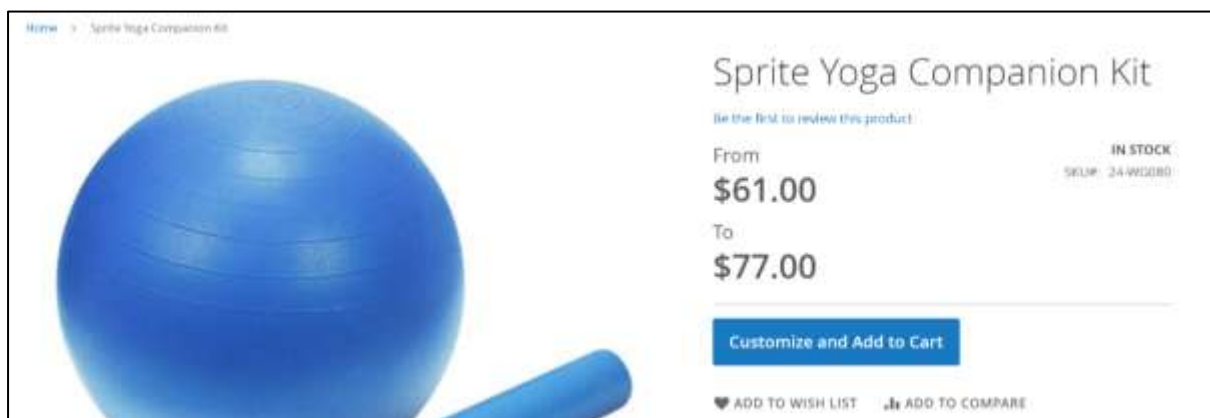 Home > Sprite Yoga Companion Kit
Sprite Yoga Companion Kit
Be the first to review this product
From
IN STOCK
$61.00
SKU#: 24-WG080
To
$77.00
Customize and Add to Cart
ADD TO WISH LIST ADD TO COMPARE